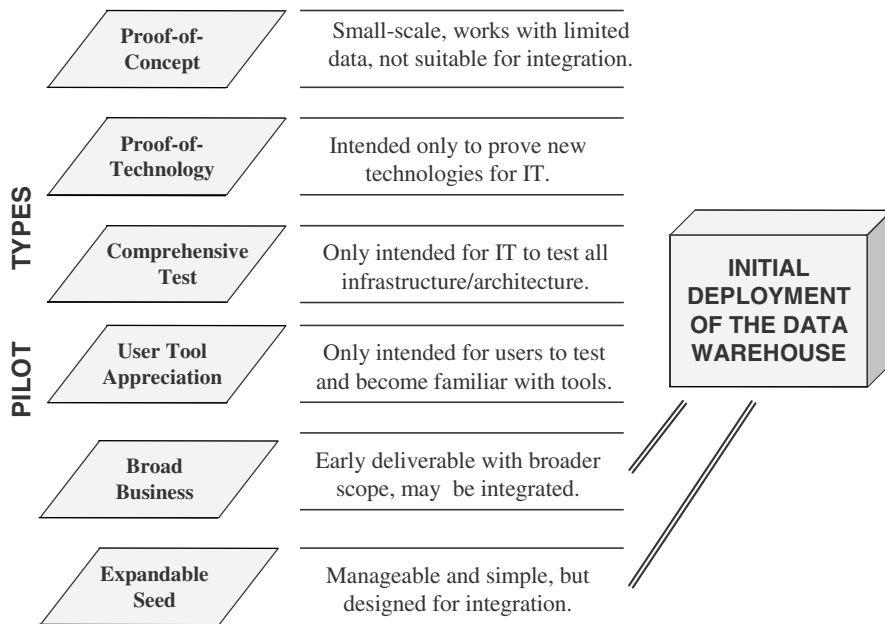 Proof-of-
Concept
Small-scale, works with limited
data, not suitable for integration.
Proof-of-
Technology
Intended only to prove new
technologies for IT.
PILOT TYPES
Comprehensive
Test
Only intended for IT to test all
infrastructure/architecture.
User Tool
Appreciation
Only intended for users to test
and become familiar with tools.
Broad
Business
Early deliverable with broader
scope, may be integrated.
Expandable
Seed
Manageable and simple, but
designed for integration.
INITIAL
DEPLOYMENT
OF THE DATA
WAREHOUSE